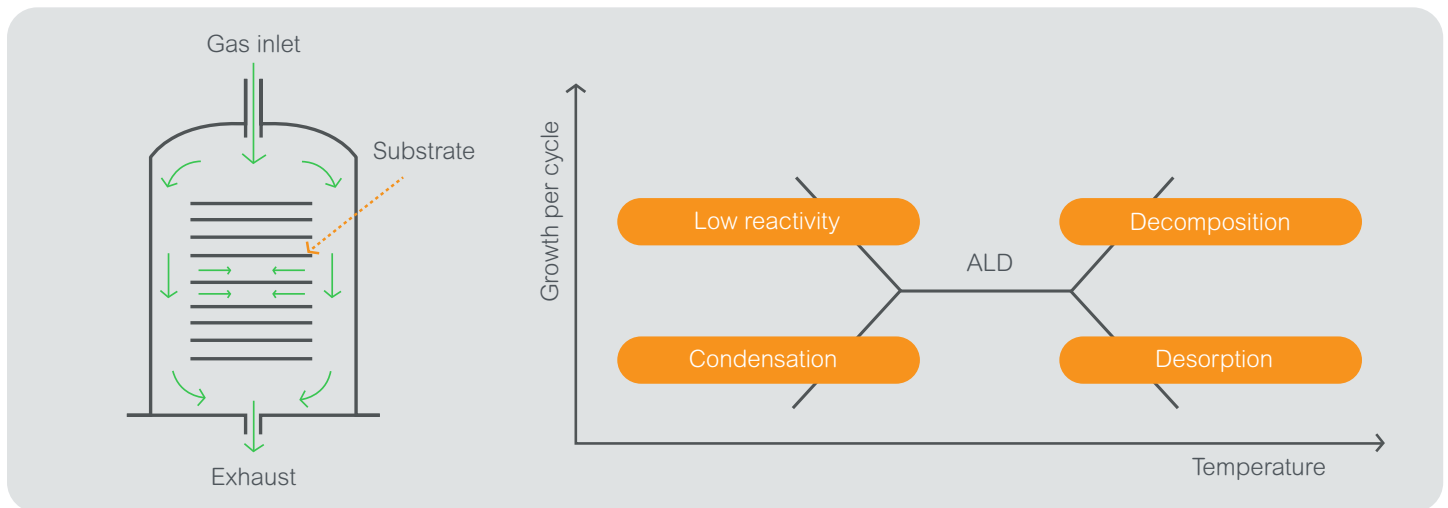 Gas inlet
Substrate
Exhaust
Growth per cycle
Low reactivity
Decomposition
ALD
Condensation
Desorption
Temperature